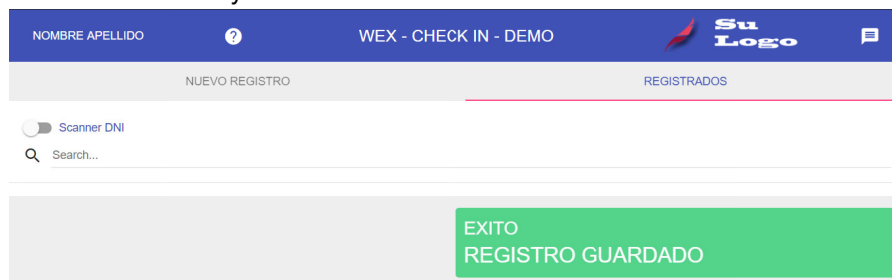 NOMBRE APELLIDO ? WEX - CHECK IN - DEMO Su Logo
NUEVO REGISTRO REGISTRADOS
Scanner DNI
Search...
EXITO
REGISTRO GUARDADO